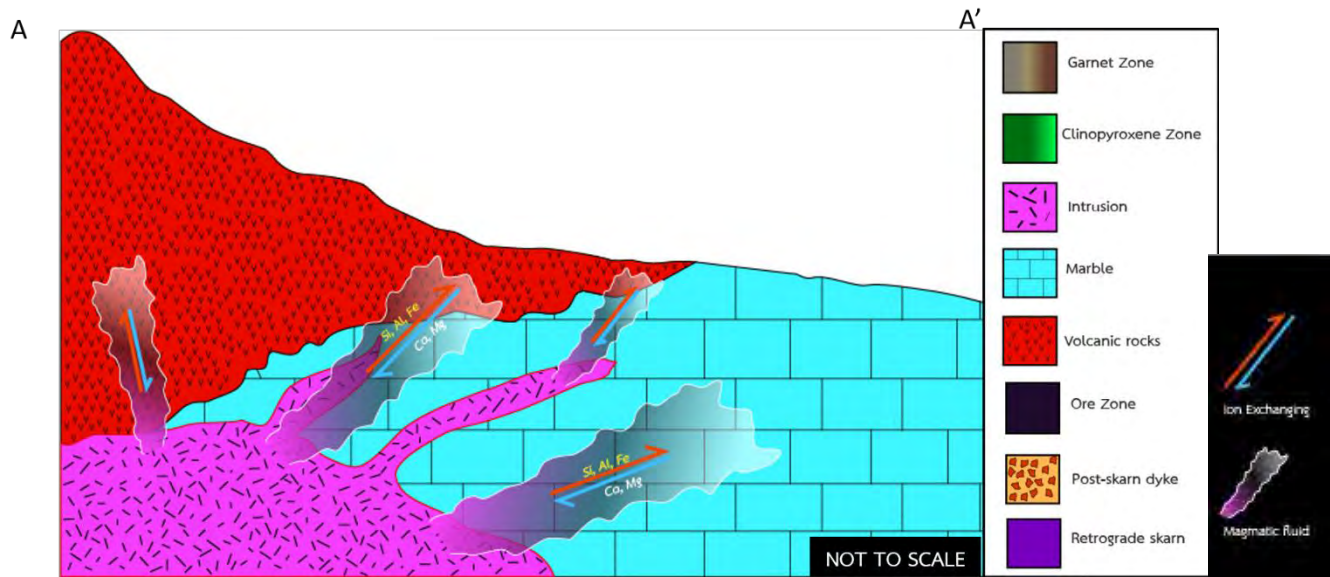 A
A'
Garnet Zone
Clinopyroxene Zone
Intrusion
Marble
Volcanic rocks
Ore Zone
Post-skarn dyke
Retrograde skarn
Ion Exchanging
Magmatic fluid
Si, Al, Fe
Ca, Mg
Si, Al, Fe
Ca, Mg
NOT TO SCALE